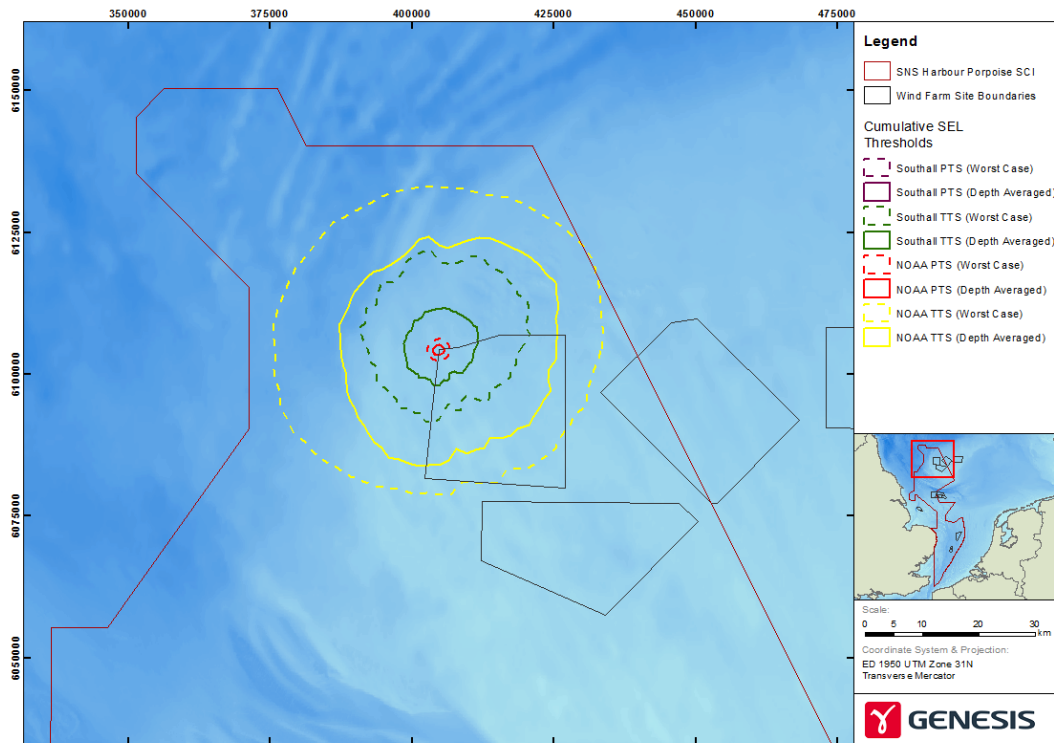 350000 375000 400000 425000 450000 475000
6150000
6125000
6100000
6075000
6050000
Legend
SNS Harbour Porpoise SCI
Wind Farm Site Boundaries
Cumulative SEL
Thresholds
Southall PTS (Worst Case)
Southall PTS (Depth Averaged)
Southall TTS (Worst Case)
Southall TTS (Depth Averaged)
NOAA PTS (Worst Case)
NOAA PTS (Depth Averaged)
NOAA TTS (Worst Case)
NOAA TTS (Depth Averaged)
Scale:
0 5 10 20 30
km
Coordinate System & Projection:
ED 1950 UTM Zone 31N
Transverse Mercator
GENESIS